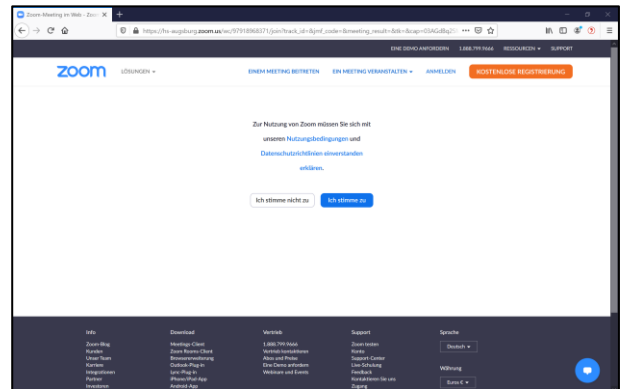 Zoom-Meeting im Web - Zoom
https://hs-augsburg.zoom.us/wc/97918968371/join?track_id=&jmf_code=&meeting_result=&tk=&cap=
EINE DEMO ANFORDERN 1.888.799.9666 RESSOURCEN SUPPORT
zoom LÖSUNGEN EINEM MEETING BEITRETEN EIN MEETING VERANSTALTEN ANMELDEN KOSTENLOSE REGISTRIERUNG
Zur Nutzung von Zoom müssen Sie sich mit
unseren Nutzungsbedingungen und
Datenschutzrichtlinien einverstanden
erklären.
Ich stimme nicht zu Ich stimme zu
Info Download Vertrieb Support Sprache
Zoom-Blog Meetings-Client 1.888.799.9666 Zoom testen Deutsch
Kunden Zoom Rooms Client Vertrieb kontaktieren Konto
Unser Team Browsererweiterung Abos und Preise Support-Center
Karriere Outlook-Plug-in Eine Demo anfordern Live-Schulung
Integrationen Lync-Plug-in Webinare und Events Feedback Währung
Partner iPhone/iPad-App Kontaktieren Sie uns
Investoren Android-App Zugang Euro €